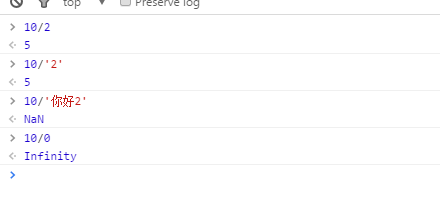 top ▼ Preserve log
> 10/2
< 5
> 10/'2'
< 5
> 10/'你好2'
< NaN
> 10/0
< Infinity
>